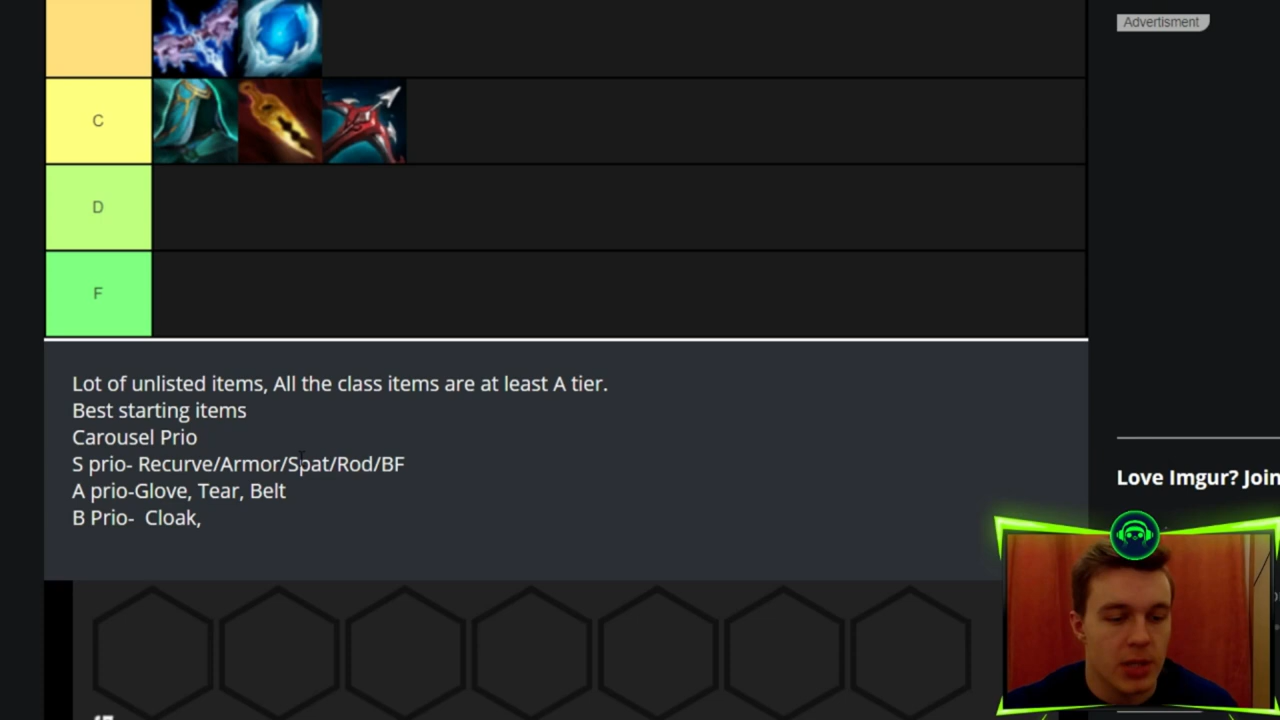 Advertisment
C
D
F
Lot of unlisted items, All the class items are at least A tier.
Best starting items
Carousel Prio
S prio- Recurve/Armor/Spat/Rod/BF
A prio-Glove, Tear, Belt
B Prio-  Cloak,
Love Imgur? Join